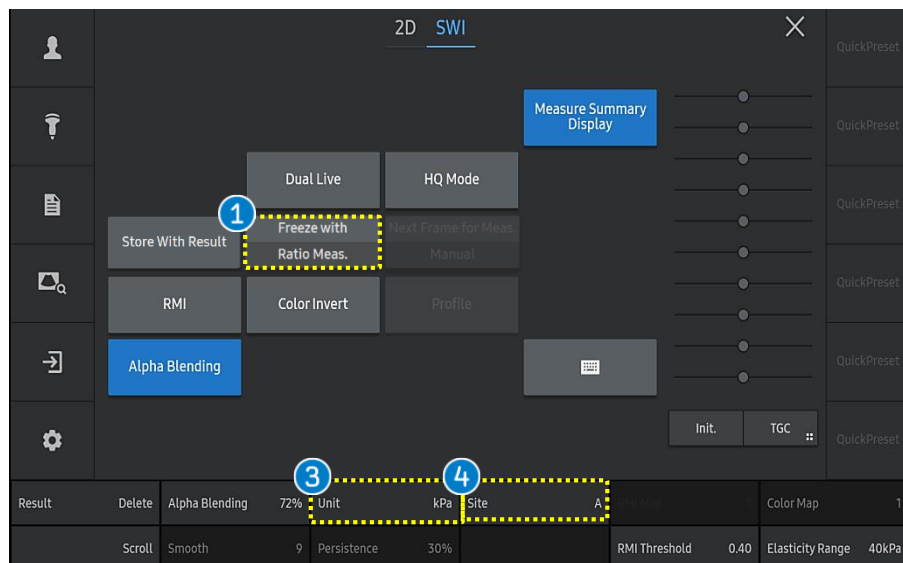 2D SWI
QuickPreset
Measure Summary
Display
QuickPreset
Dual Live HQ Mode
QuickPreset
1
Store With Result
Freeze with
Ratio Meas.
Next Frame for Meas.
Manual
QuickPreset
RMI Color Invert Profile
QuickPreset
Alpha Blending
QuickPreset
Init. TGC
QuickPreset
3 4
Result Delete Alpha Blending 72% Unit kPa Site A Color Map 1
Scroll Smooth 9 Persistence 30% RMI Threshold 0.40 Elasticity Range 40kPa